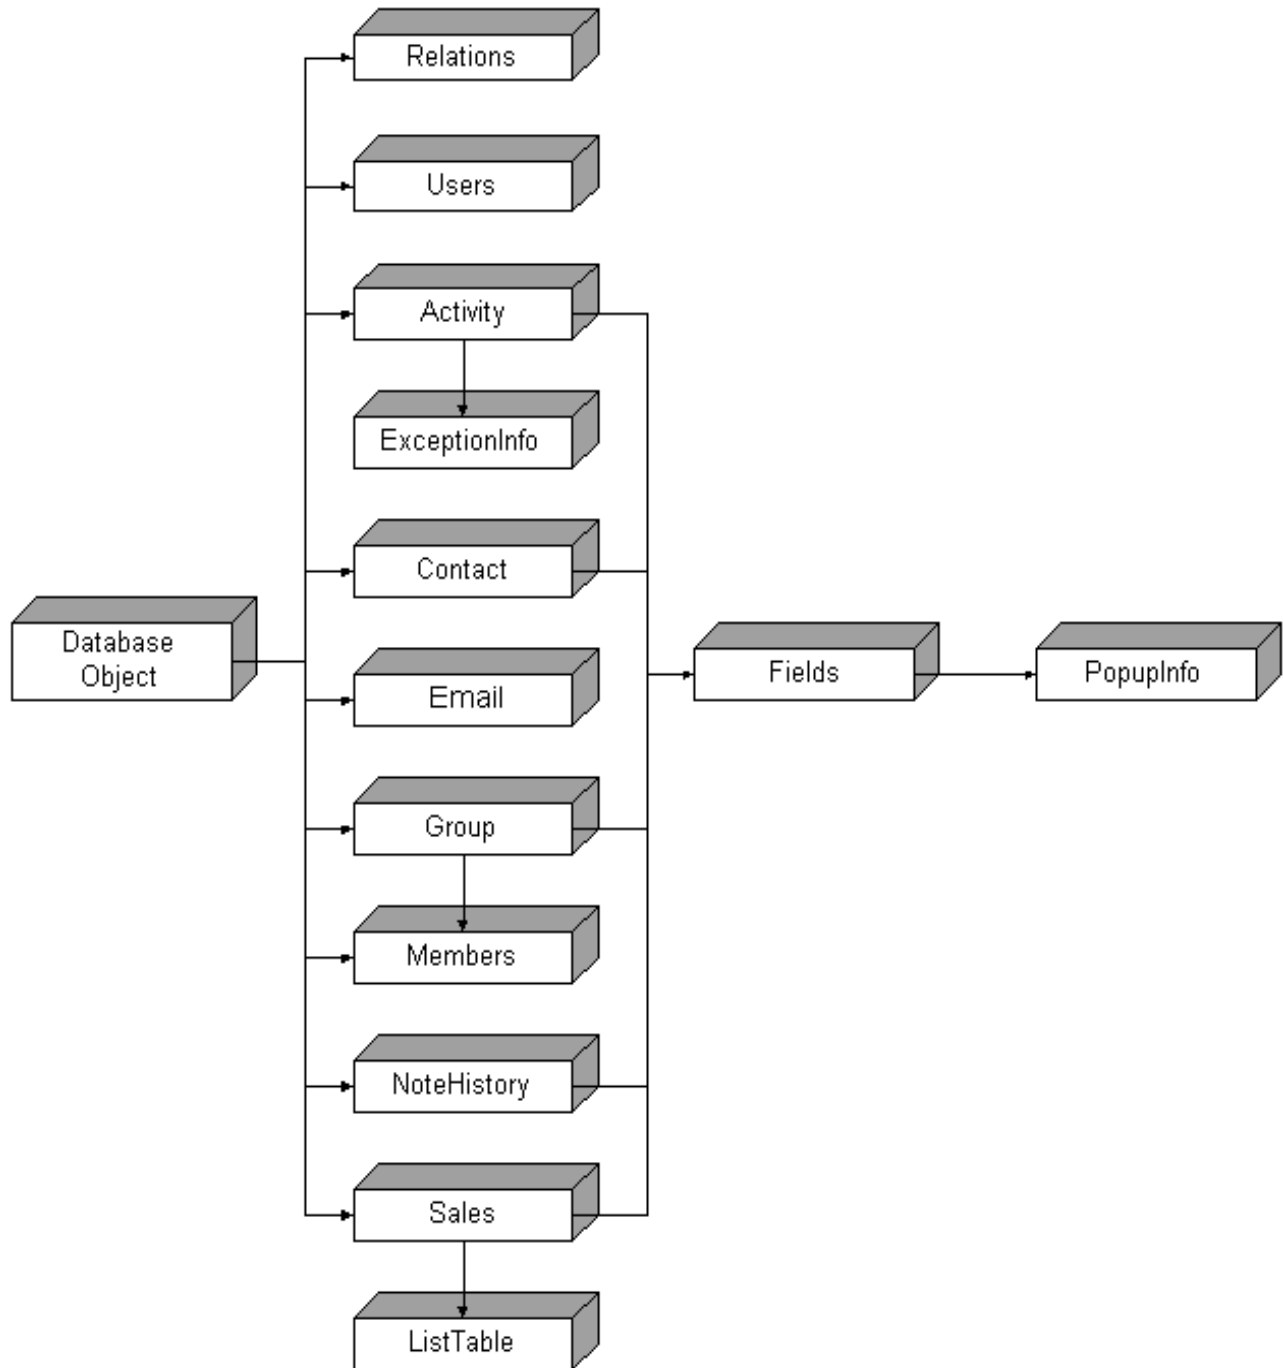 Relations
Users
Activity
ExceptionInfo
Contact
Database
Object
Email
Fields
PopupInfo
Group
Members
NoteHistory
Sales
ListTable